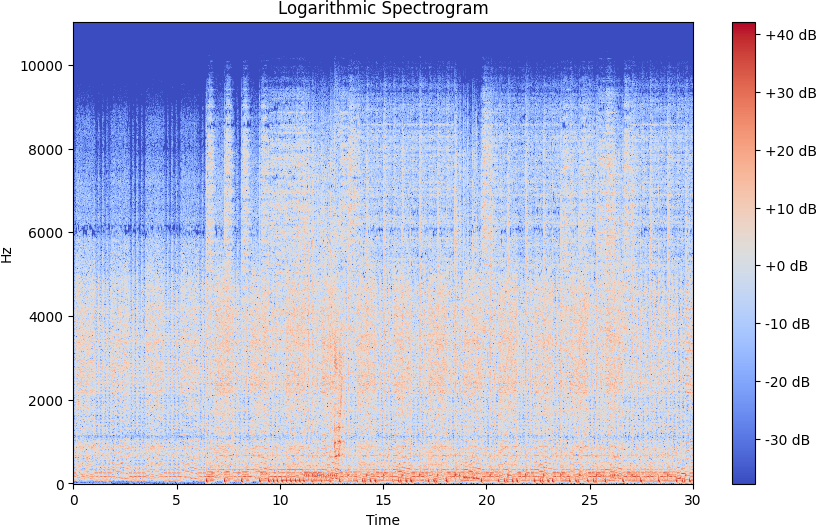 Logarithmic Spectrogram
Hz
10000
8000
6000
4000
2000
0
0 5 10 15 20 25 30
Time
+40 dB
+30 dB
+20 dB
+10 dB
+0 dB
-10 dB
-20 dB
-30 dB